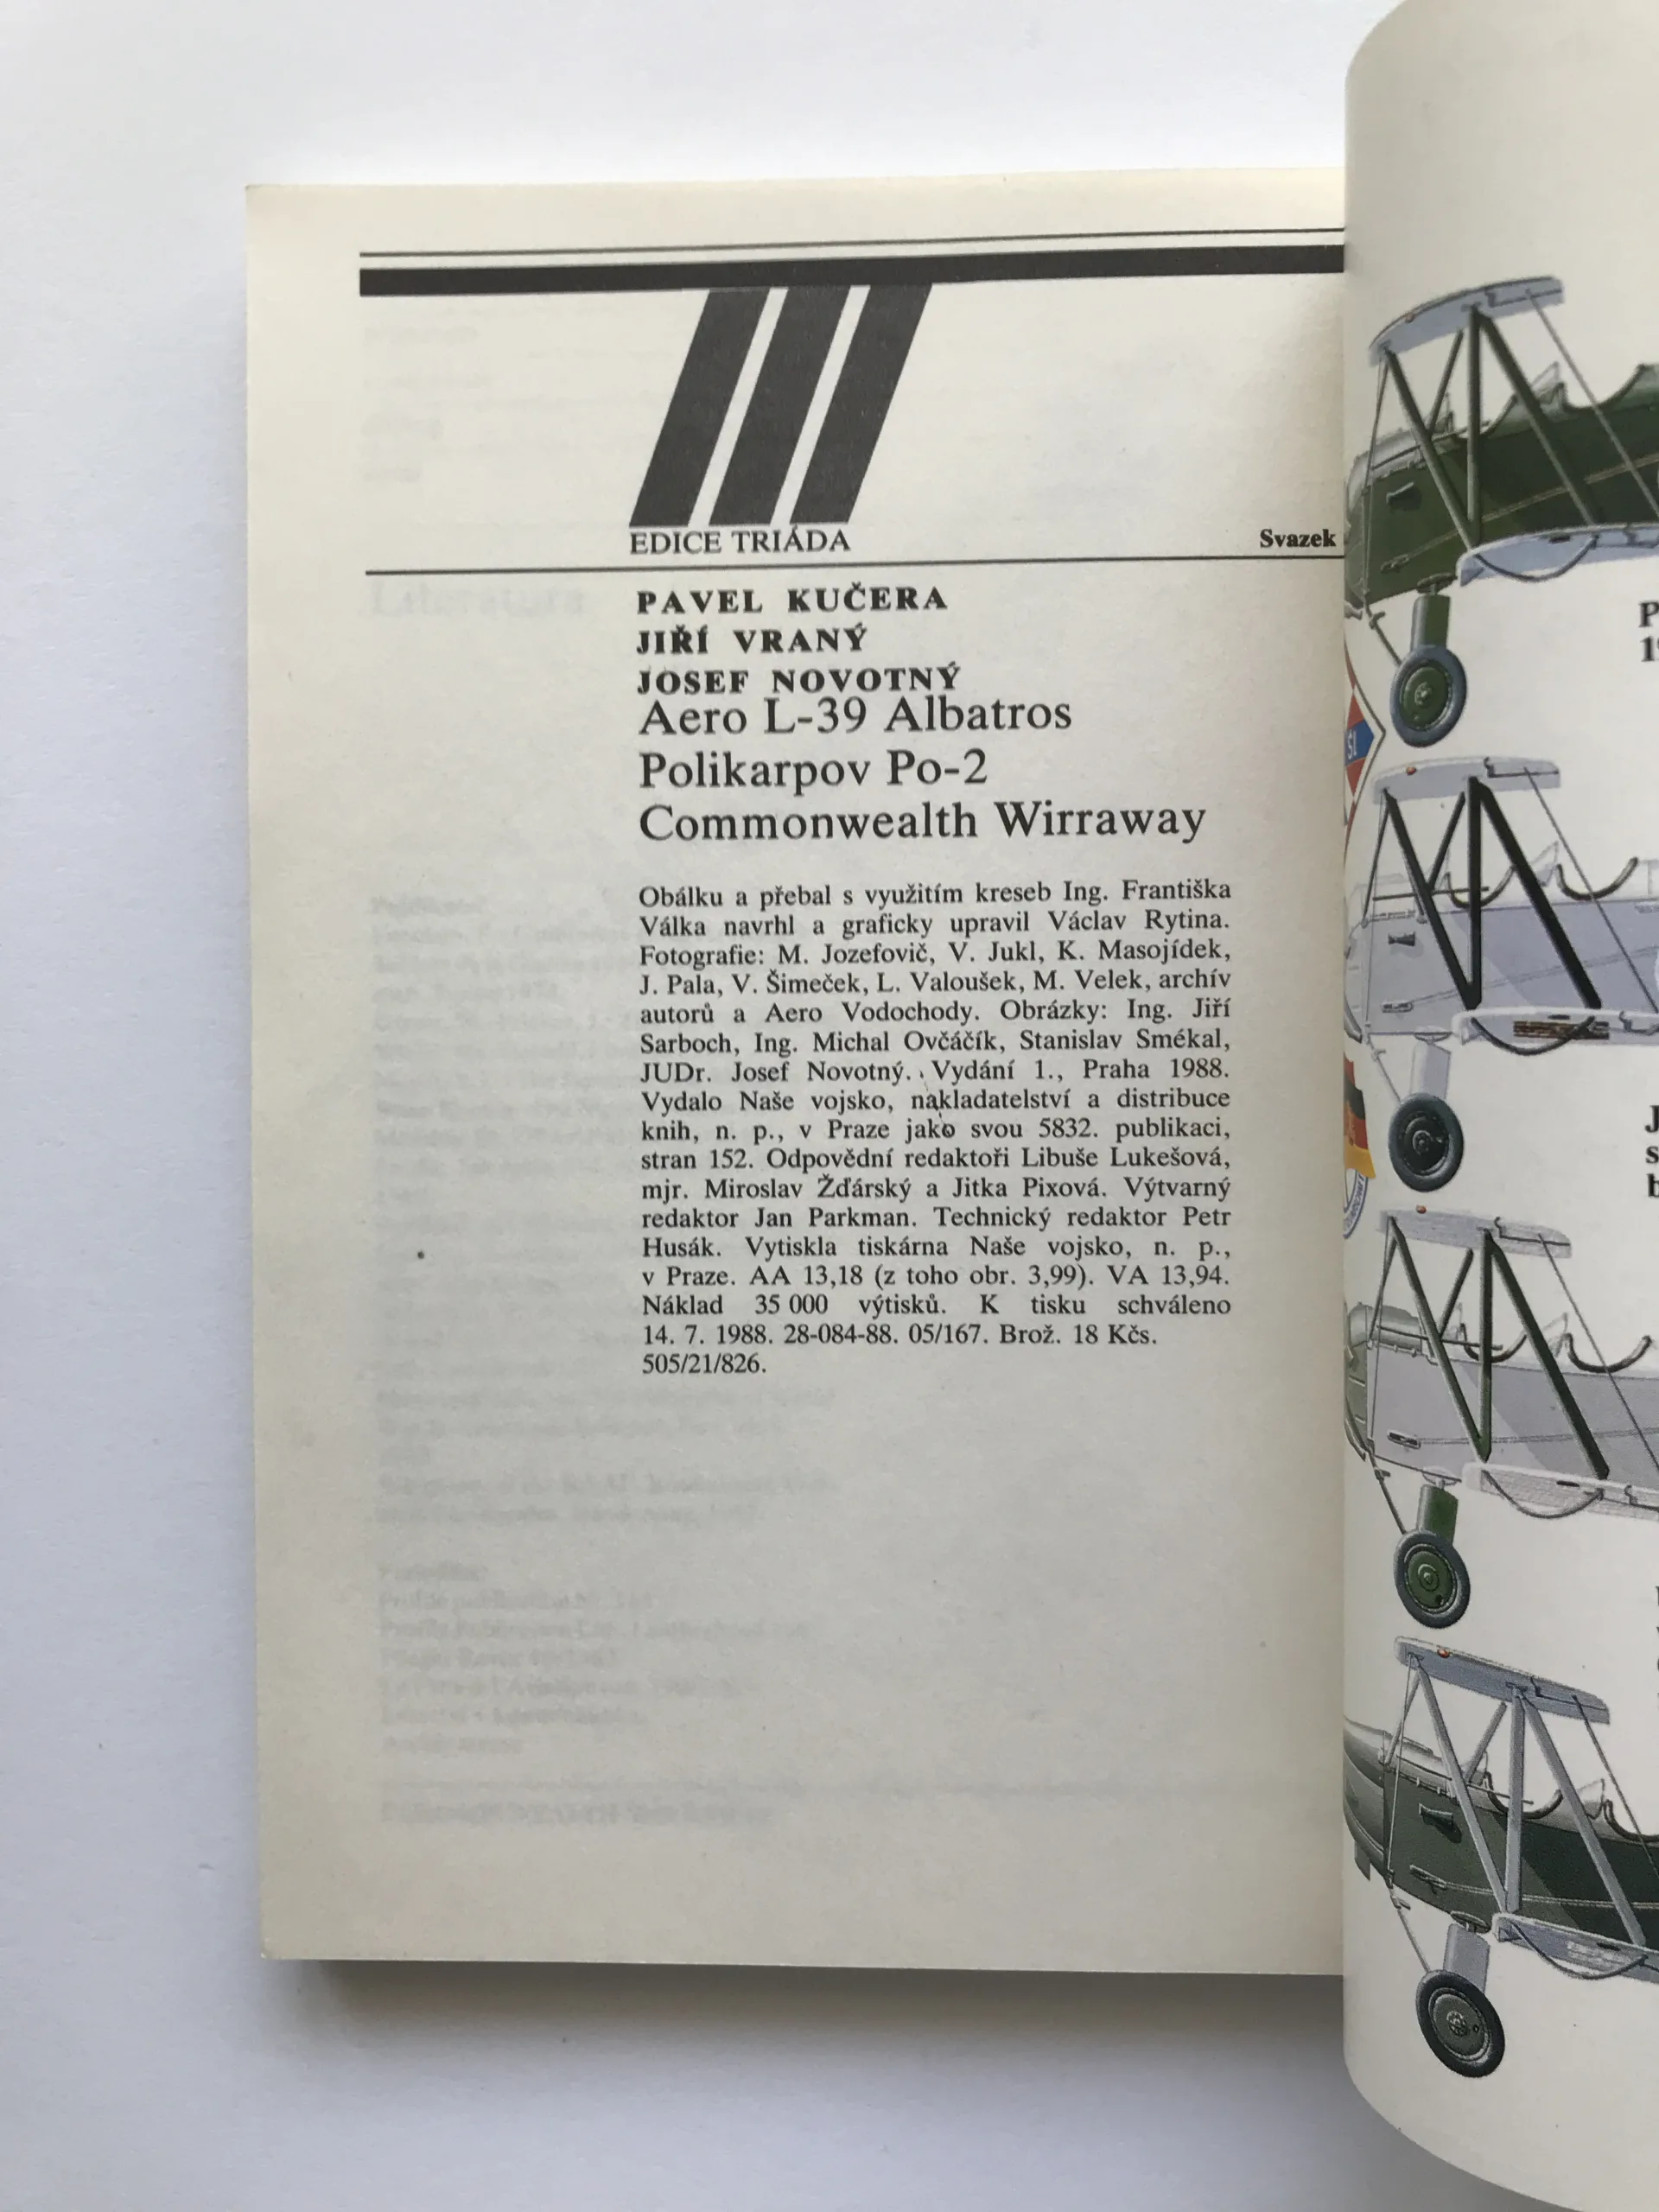 EDICE TRIÁDA
Svazek
PAVEL KUČERA
JIŘÍ VRANÝ
JOSEF NOVOTNÝ
Aero L-39 Albatros
Polikarpov Po-2
Commonwealth Wirraway
Obálku a přebal s využitím kreseb Ing. Františka
Válka navrhl a graficky upravil Václav Rytina.
Fotografie: M. Jozefovič, V. Jukl, K. Masojídek,
J. Pala, V. Šimeček, L. Valoušek, M. Velek, archív
autorů a Aero Vodochody. Obrázky: Ing. Jiří
Sarboch, Ing. Michal Ovčáčík, Stanislav Smékal,
JUDr. Josef Novotný. Vydání 1., Praha 1988.
Vydalo Naše vojsko, nakladatelství a distribuce
knih, n. p., v Praze jako svou 5832. publikaci,
stran 152. Odpovědní redaktoři Libuše Lukešová,
mjr. Miroslav Žďárský a Jitka Pixová. Výtvarný
redaktor Jan Parkman. Technický redaktor Petr
Husák. Vytiskla tiskárna Naše vojsko, n. p.,
v Praze. AA 13,18 (z toho obr. 3,99). VA 13,94.
Náklad 35 000 výtisků. K tisku schváleno
14. 7. 1988. 28-084-88. 05/167. Brož. 18 Kčs.
505/21/826.
Literatura